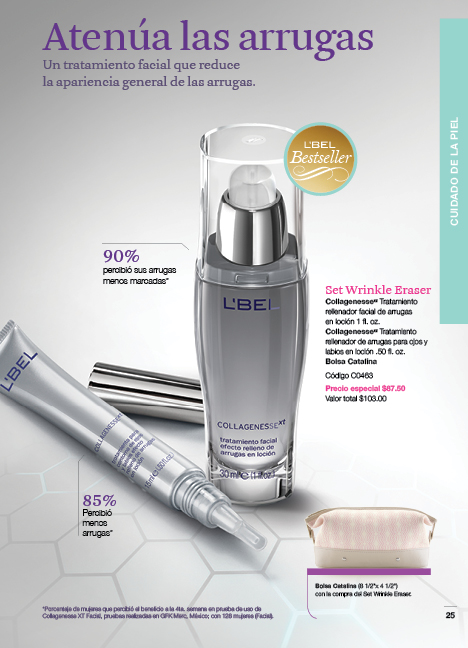 Atenúa las arrugas
Un tratamiento facial que reduce
la apariencia general de las arrugas.
CUIDADO DE LA PIEL
L'BEL
Bestseller
90%
percibió sus arrugas
menos marcadas*
L'BEL
COLLAGENESSE XT
tratamiento facial
efecto relleno de
arrugas en loción
30 ml e (1 fl.oz.)
Set Wrinkle Eraser
Collagenesse XT Tratamiento
rellenador facial de arrugas
en loción 1 fl. oz.
Collagenesse XT Tratamiento
rellenador de arrugas para ojos y
labios en loción .50 fl. oz.
Bolsa Catalina
Código C0463
Precio especial $87.50
Valor total $103.00
L'BEL
COLLAGENESSE XT
85%
Percibió
menos
arrugas*
Bolsa Catalina (8 1/2"x 4 1/2")
con la compra del Set Wrinkle Eraser.
*Porcentaje de mujeres que percibió el beneficio a la 4ta. semana en prueba de uso de
Collagenesse XT Facial, pruebas realizadas en GFK Merc, México; con 128 mujeres (Facial).
25